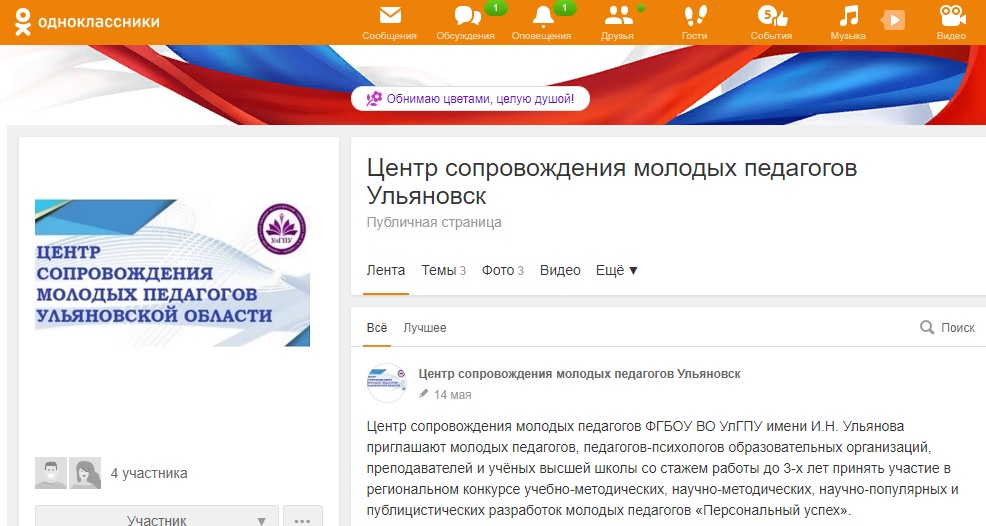 одноклассники
1
1
5
Сообщения
Обсуждения
Оповещения
Друзья
Гости
События
Музыка
Видео
Обнимаю цветами, целую душой!
Центр сопровождения молодых педагогов
Ульяновск
Публичная страница
УлГПУ
ЦЕНТР
СОПРОВОЖДЕНИЯ
МОЛОДЫХ ПЕДАГОГОВ
УЛЬЯНОВСКОЙ ОБЛАСТИ
Лента Темы 3 Фото 3 Видео Ещё ▼
Всё Лучшее Поиск
Центр сопровождения молодых педагогов Ульяновск
14 мая
Центр сопровождения молодых педагогов ФГБОУ ВО УлГПУ имени И.Н. Ульянова
приглашают молодых педагогов, педагогов-психологов образовательных организаций,
преподавателей и учёных высшей школы со стажем работы до 3-х лет принять участие в
региональном конкурсе учебно-методических, научно-методических, научно-популярных и
публицистических разработок молодых педагогов «Персональный успех».
4 участника
Участник